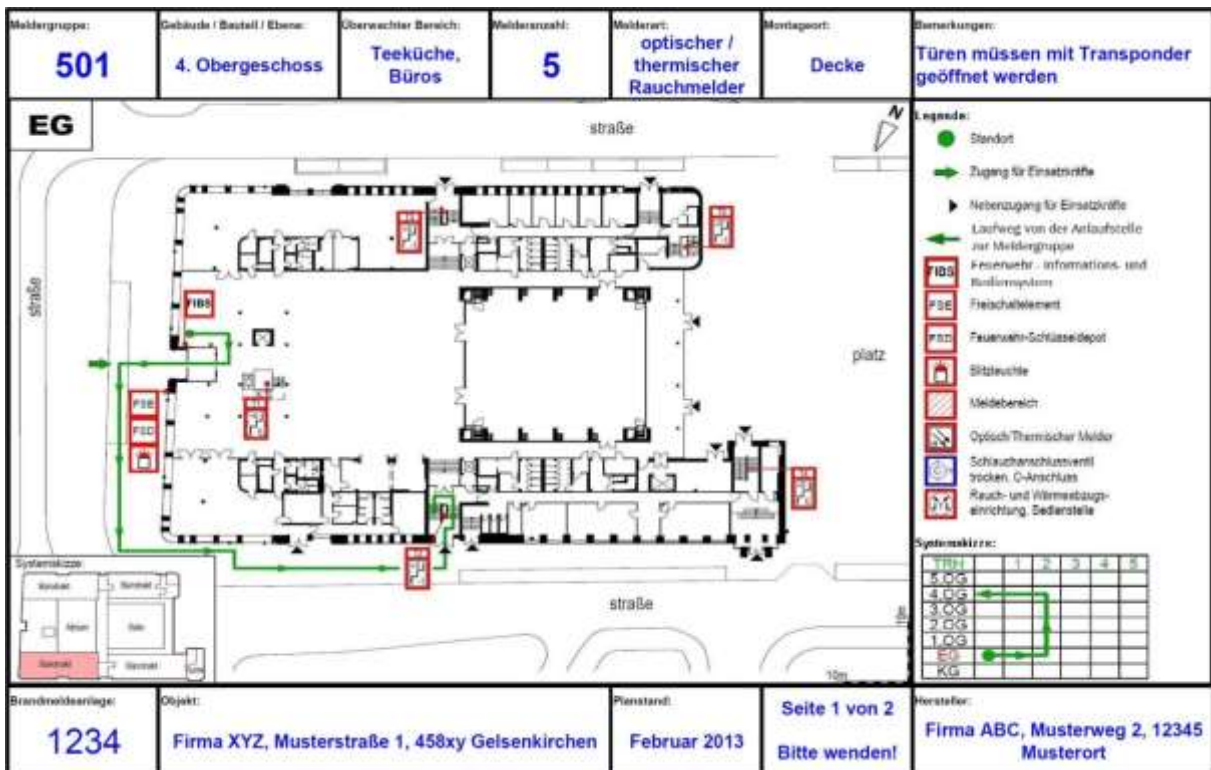 Meldergruppe:
501
Gebäude / Bauteil / Ebene:
4. Obergeschoss
Überwachter Bereich:
Teeküche,
Büros
Melderanzahl:
5
Melderart:
optischer /
thermischer
Rauchmelder
Montageort:
Decke
Bemerkungen:
Türen müssen mit Transponder
geöffnet werden
EG
straße
N
straße
FIBS
platz
FSE
FSD
straße
10m
10m
Systemskizze
Legende:
Standort
Zugang für Einsatzkräfte
Nebenzugang für Einsatzkräfte
Laufweg von der Anlaufstelle
zur Meldergruppe
FIBS
Feuerwehr - Informations- und
Bediensystem
FSE
Freischaltelement
FSD
Feuerwehr-Schlüsseldepot
Blitzleuchte
Meldebereich
Optisch/Thermischer Melder
Schlauchanschlussventil
trocken, C-Anschluss
Rauch- und Wärmeabzugs-
einrichtung, Bedienstelle
Systemskizze:
TRH 1 2 3 4 5
5.OG
4.OG
3.OG
2.OG
1.OG
EG
KG
Brandmeldeanlage:
1234
Objekt:
Firma XYZ, Musterstraße 1, 458xy Gelsenkirchen
Planstand:
Februar 2013
Seite 1 von 2
Bitte wenden!
Hersteller:
Firma ABC, Musterweg 2, 12345
Musterort